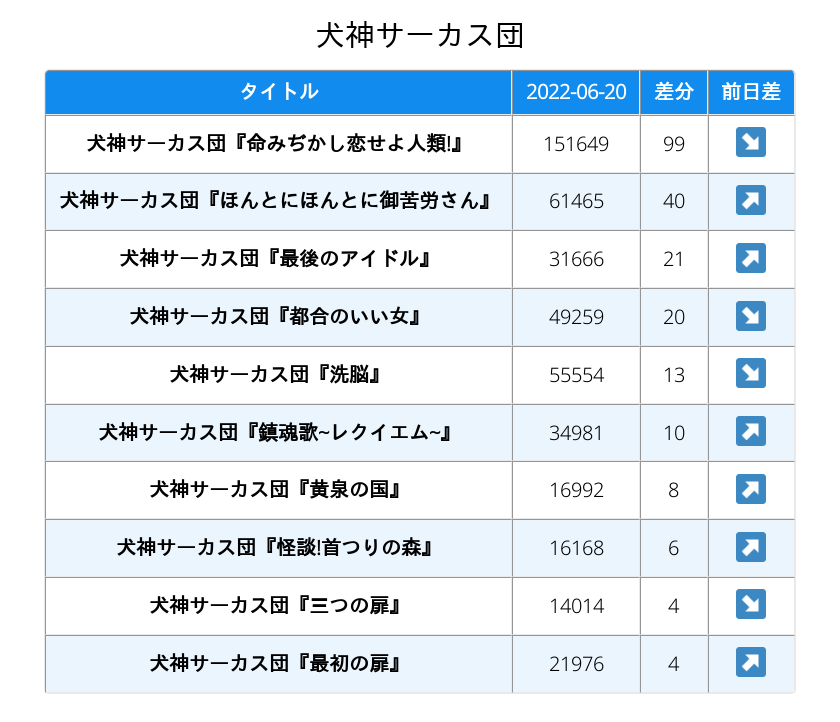 犬神サーカス団
タイトル 2022-06-20 差分 前日差
犬神サーカス団『命みぢかし恋せよ人類!』 151649 99 ↘
犬神サーカス団『ほんとにほんとに御苦労さん』 61465 40 ↗
犬神サーカス団『最後のアイドル』 31666 21 ↗
犬神サーカス団『都合のいい女』 49259 20 ↘
犬神サーカス団『洗脳』 55554 13 ↘
犬神サーカス団『鎮魂歌~レクイエム~』 34981 10 ↗
犬神サーカス団『黄泉の国』 16992 8 ↗
犬神サーカス団『怪談!首つりの森』 16168 6 ↗
犬神サーカス団『三つの扉』 14014 4 ↘
犬神サーカス団『最初の扉』 21976 4 ↗